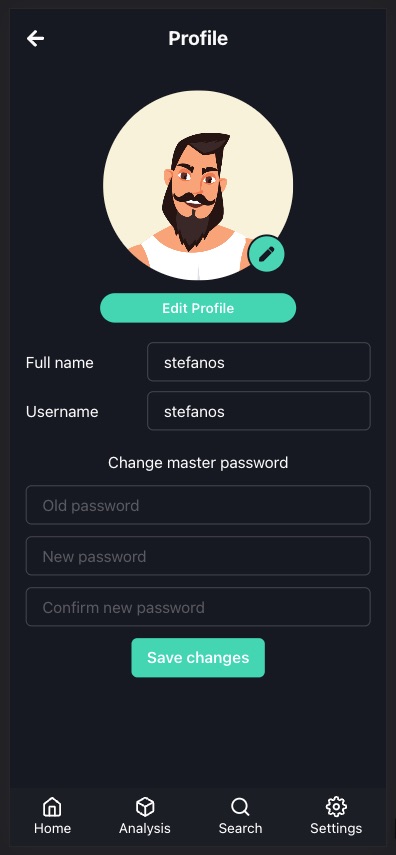 Profile
Edit Profile
Full name stefanos
Username stefanos
Change master password
Old password
New password
Confirm new password
Save changes
Home Analysis Search Settings